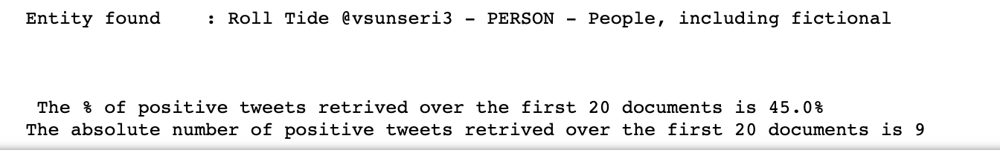 Entity found    : Roll Tide @vsunseri3 - PERSON - People, including fictional
The % of positive tweets retrived over the first 20 documents is 45.0%
The absolute number of positive tweets retrived over the first 20 documents is 9